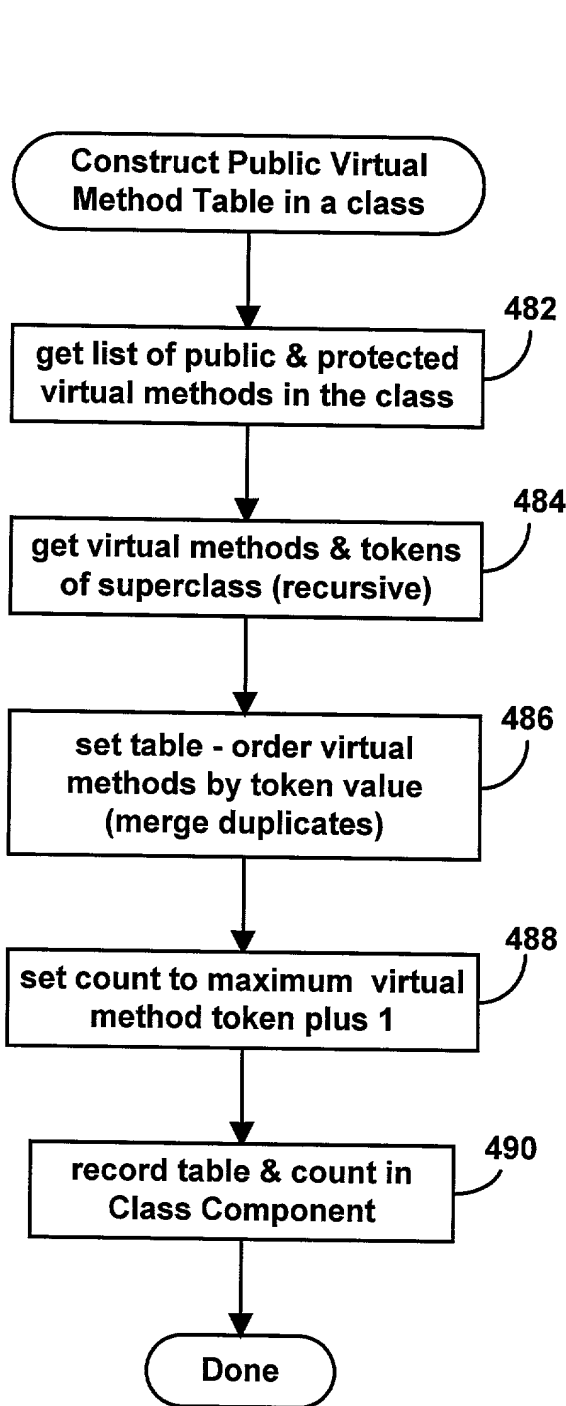 Construct Public Virtual
Method Table in a class
482
get list of public & protected
virtual methods in the class
484
get virtual methods & tokens
of superclass (recursive)
486
set table - order virtual
methods by token value
(merge duplicates)
488
set count to maximum virtual
method token plus 1
490
record table & count in
Class Component
Done